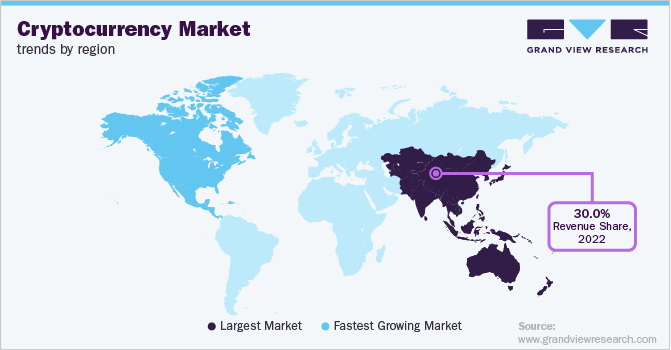 Cryptocurrency Market
trends by region
GRAND VIEW RESEARCH
30.0%
Revenue Share,
2022
Largest Market
Fastest Growing Market
Source:
www.grandviewresearch.com